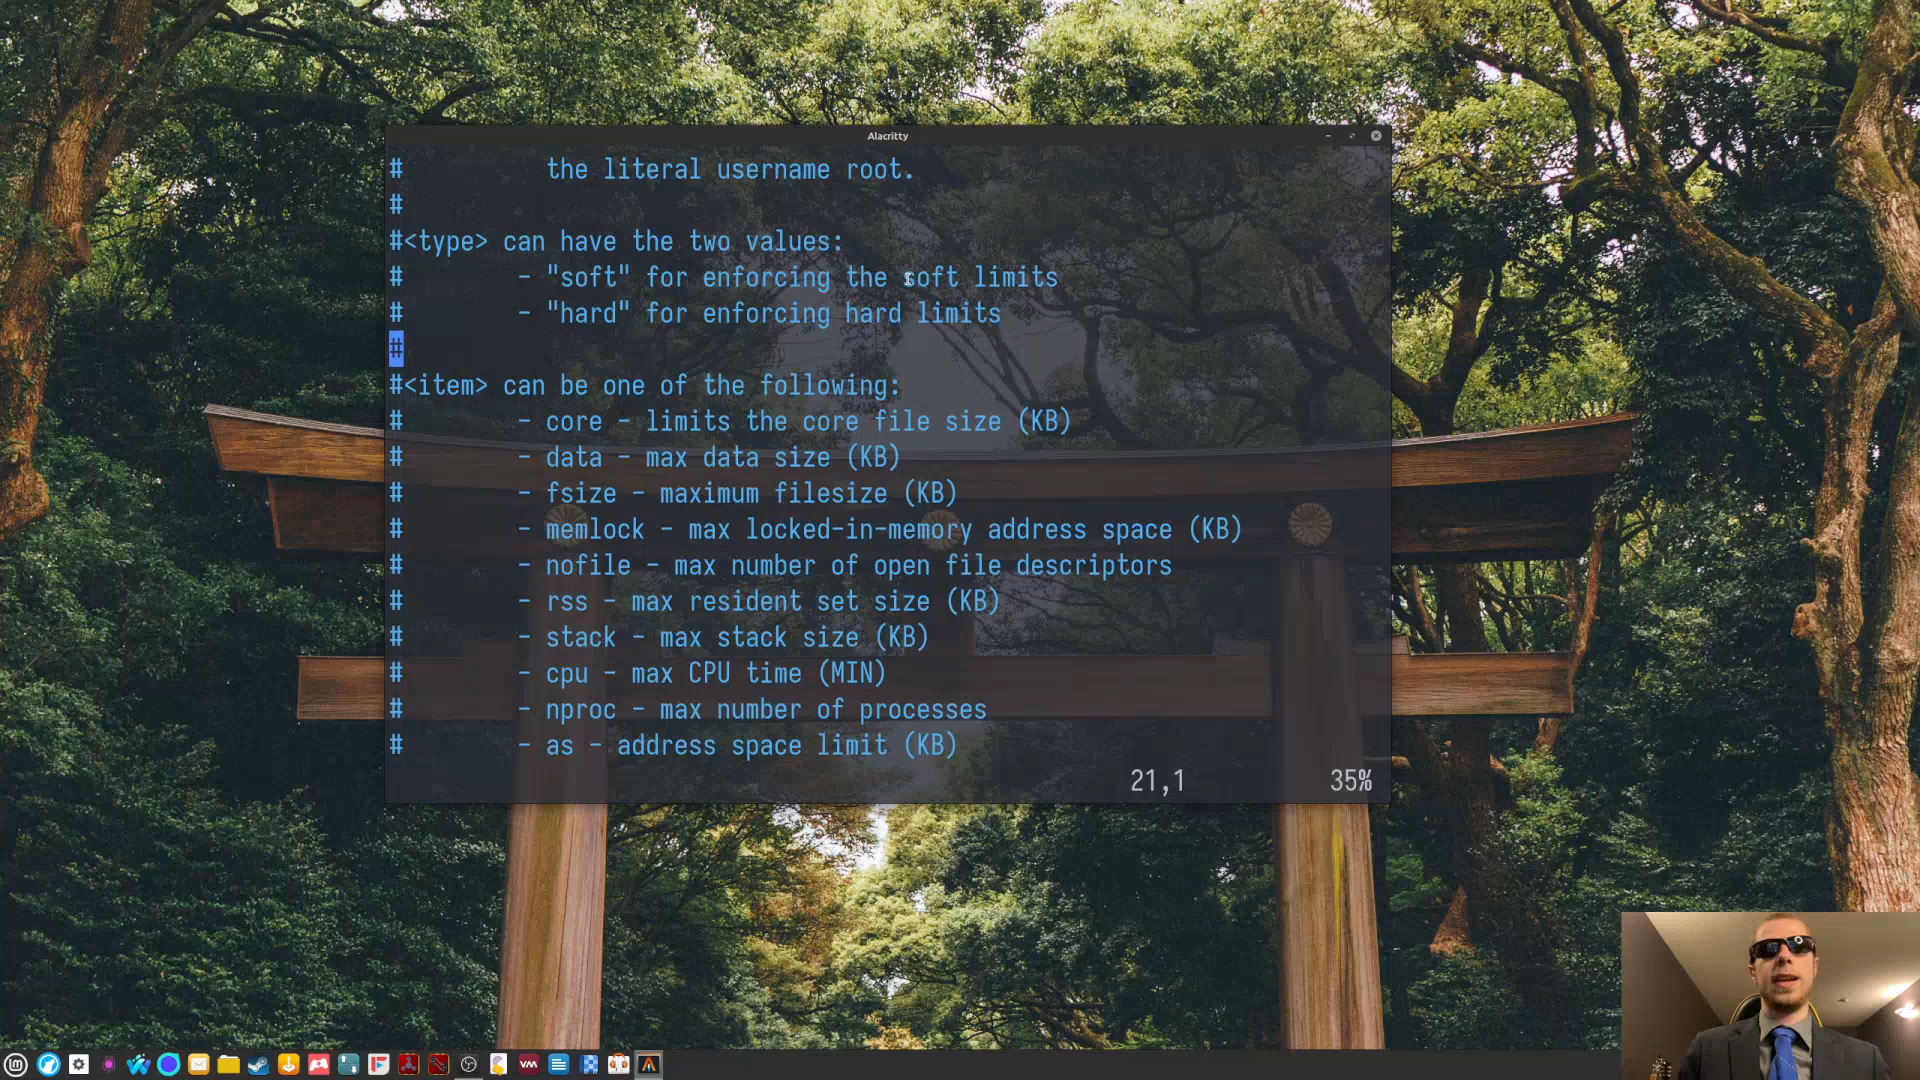 Alacritty
# the literal username root.
#
#<type> can have the two values:
# - "soft" for enforcing the soft limits
# - "hard" for enforcing hard limits
#
#<item> can be one of the following:
# - core - limits the core file size (KB)
# - data - max data size (KB)
# - fsize - maximum filesize (KB)
# - memlock - max locked-in-memory address space (KB)
# - nofile - max number of open file descriptors
# - rss - max resident set size (KB)
# - stack - max stack size (KB)
# - cpu - max CPU time (MIN)
# - nproc - max number of processes
# - as - address space limit (KB)
21,1 35%